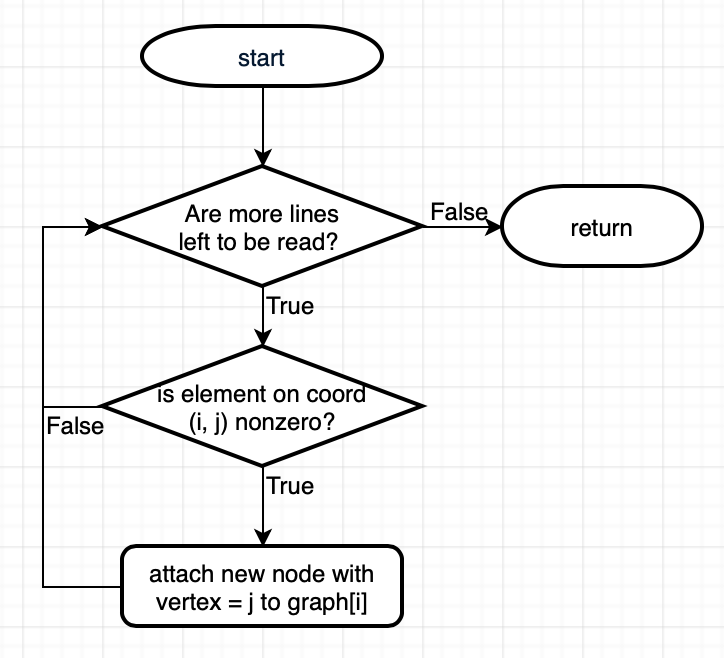 start
Are more lines
left to be read?
False
return
True
is element on coord
(i, j) nonzero?
False
True
attach new node with
vertex = j to graph[i]